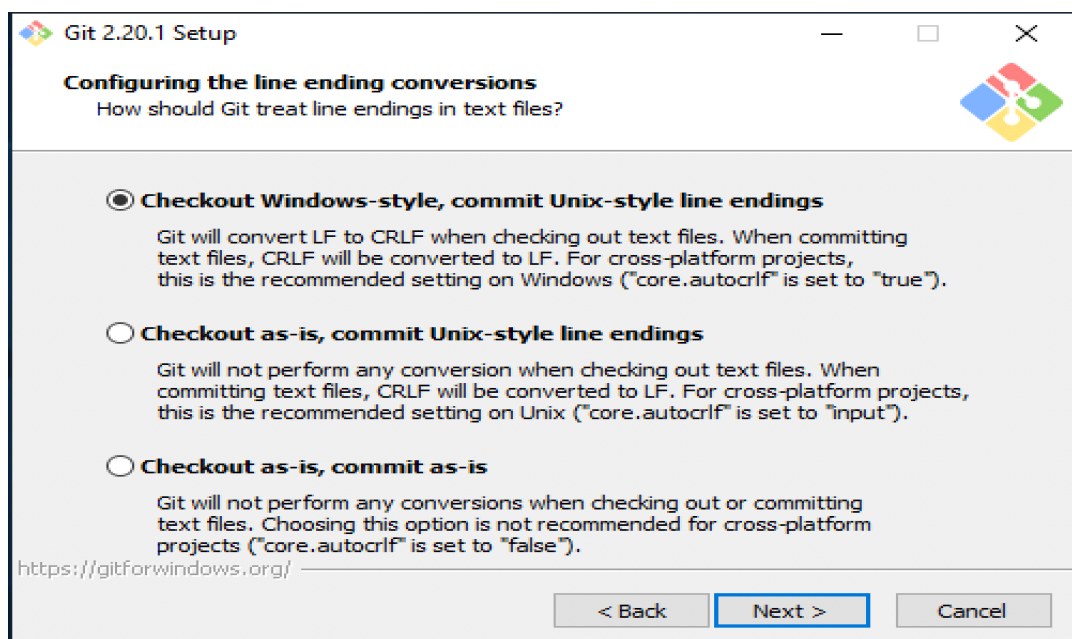 Git 2.20.1 Setup
Configuring the line ending conversions
How should Git treat line endings in text files?
Checkout Windows-style, commit Unix-style line endings
Git will convert LF to CRLF when checking out text files. When committing
text files, CRLF will be converted to LF. For cross-platform projects,
this is the recommended setting on Windows ("core.autocrlf" is set to "true").
Checkout as-is, commit Unix-style line endings
Git will not perform any conversion when checking out text files. When
committing text files, CRLF will be converted to LF. For cross-platform projects,
this is the recommended setting on Unix ("core.autocrlf" is set to "input").
Checkout as-is, commit as-is
Git will not perform any conversions when checking out or committing
text files. Choosing this option is not recommended for cross-platform
projects ("core.autocrlf" is set to "false").
https://gitforwindows.org/
< Back Next > Cancel